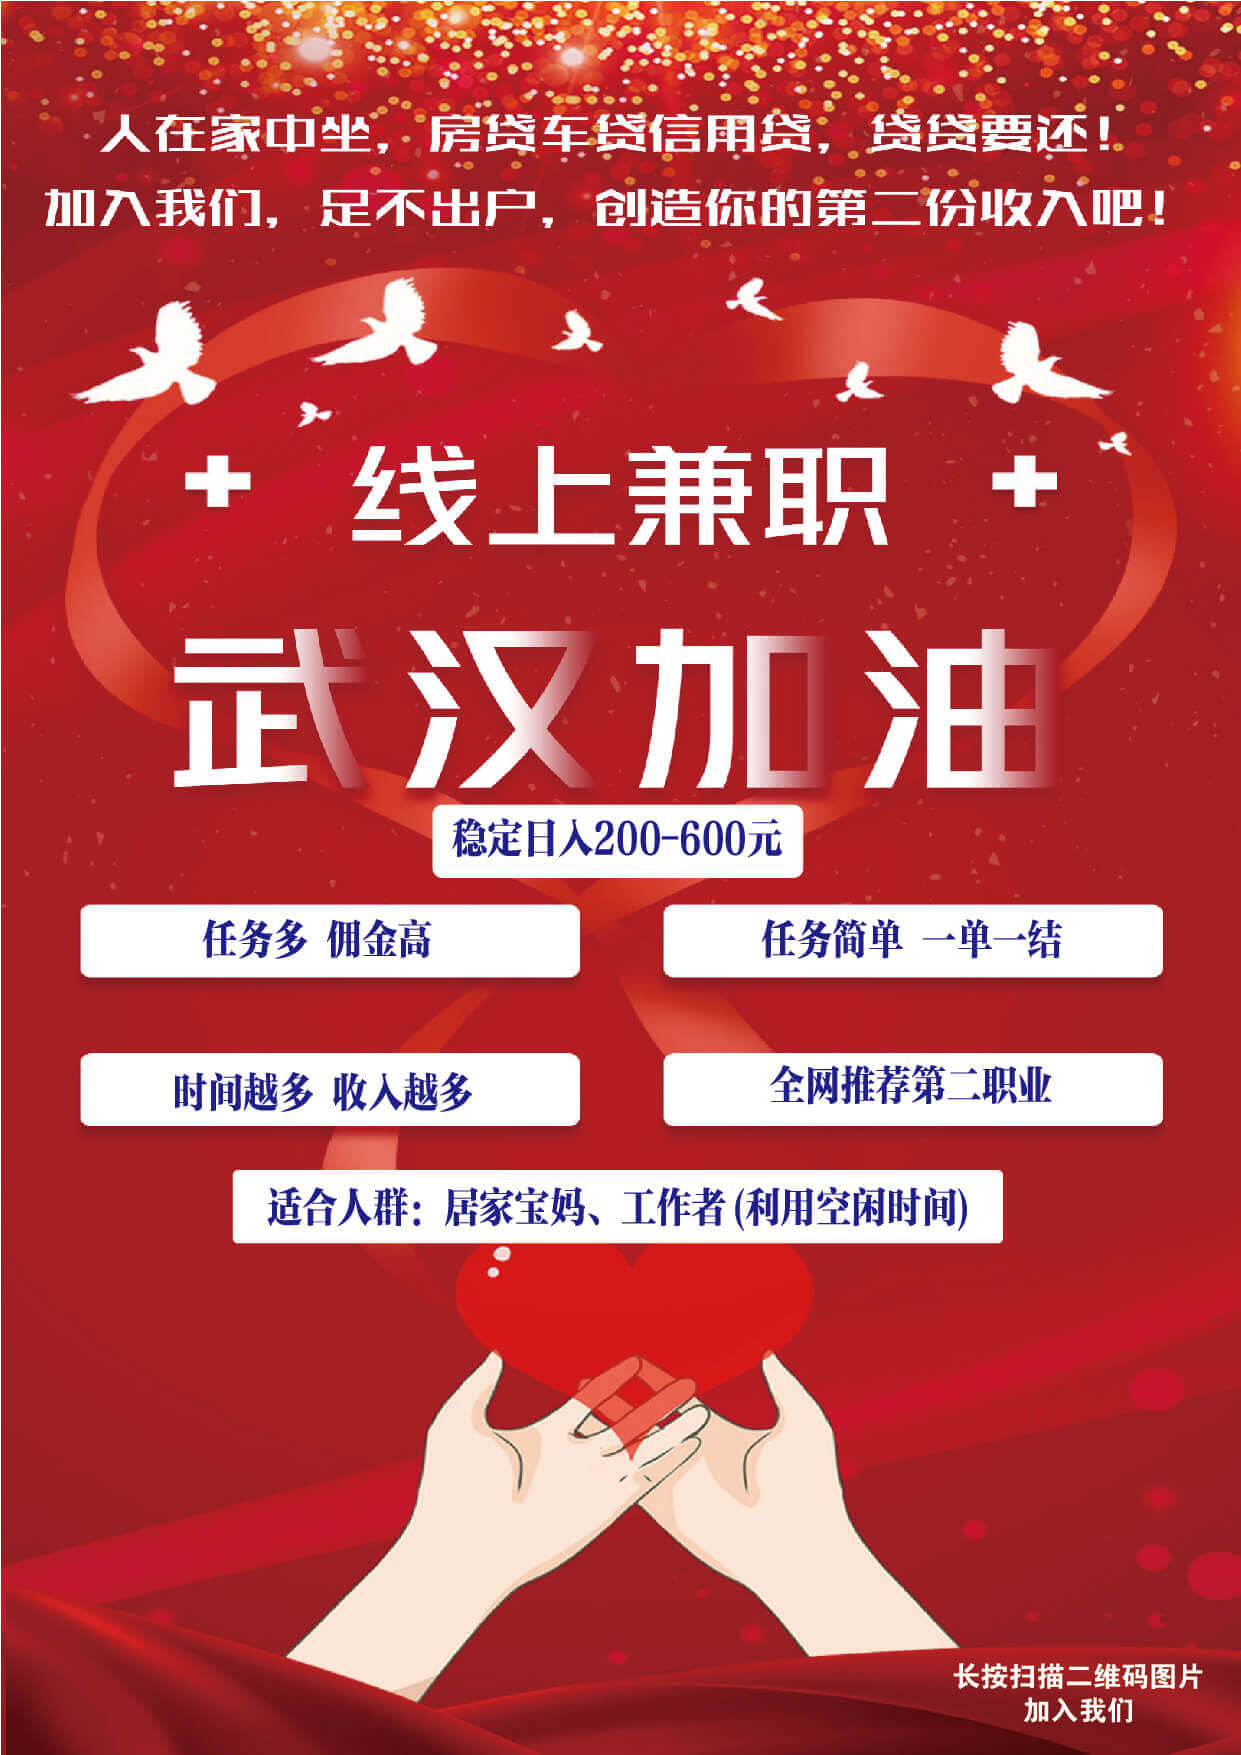 人在家中坐，房贷车贷信用贷，贷贷要还！
加入我们，足不出户，创造你的第二份收入吧！
线上兼职
武汉加油
稳定日入200-600元
任务多 佣金高
任务简单 一单一结
时间越多 收入越多
全网推荐第二职业
适合人群：居家宝妈、工作者(利用空闲时间)
长按扫描二维码图片
加入我们